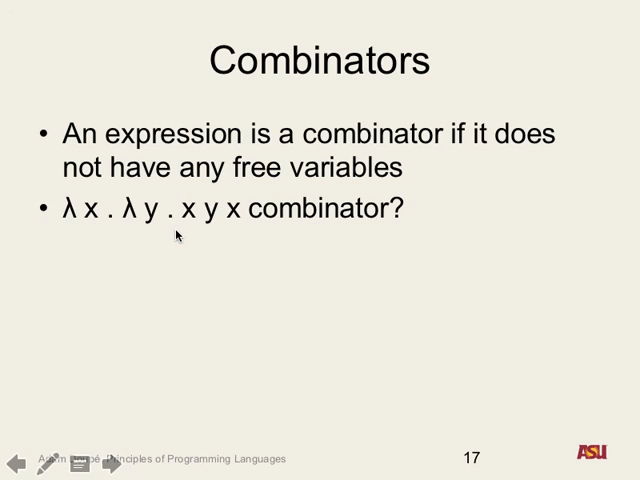 Combinators
• An expression is a combinator if it does
not have any free variables
• λ x . λ y . x y x combinator?
Principles of Programming Languages
17
ASU